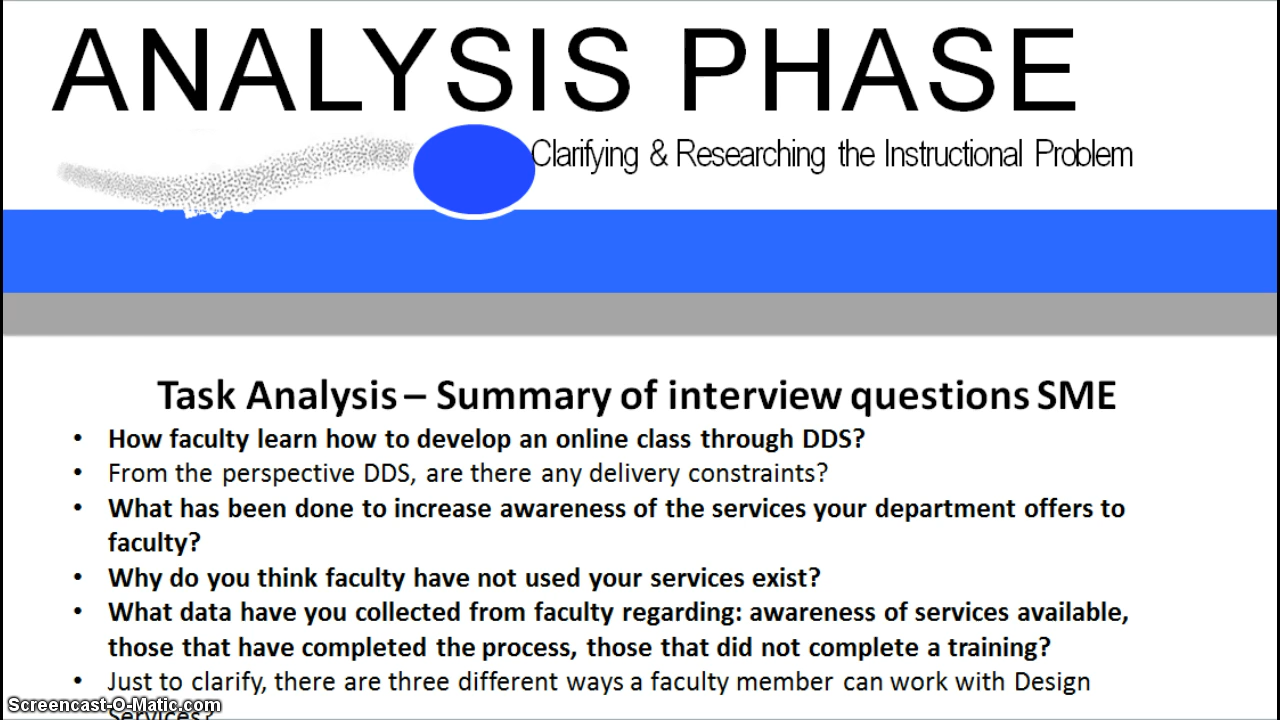 ANALYSIS PHASE
Clarifying & Researching the Instructional Problem
Task Analysis – Summary of interview questions SME
• How faculty learn how to develop an online class through DDS?
• From the perspective DDS, are there any delivery constraints?
• What has been done to increase awareness of the services your department offers to
faculty?
• Why do you think faculty have not used your services exist?
• What data have you collected from faculty regarding: awareness of services available,
those that have completed the process, those that did not complete a training?
• Just to clarify, there are three different ways a faculty member can work with Design
Services?
Screencast-O-Matic.com